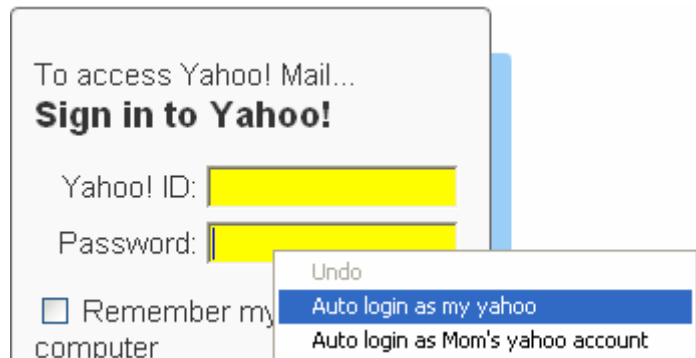 To access Yahoo! Mail...
Sign in to Yahoo!
Yahoo! ID:
Password:
Undo
Remember my
Auto login as my yahoo
computer
Auto login as Mom's yahoo account